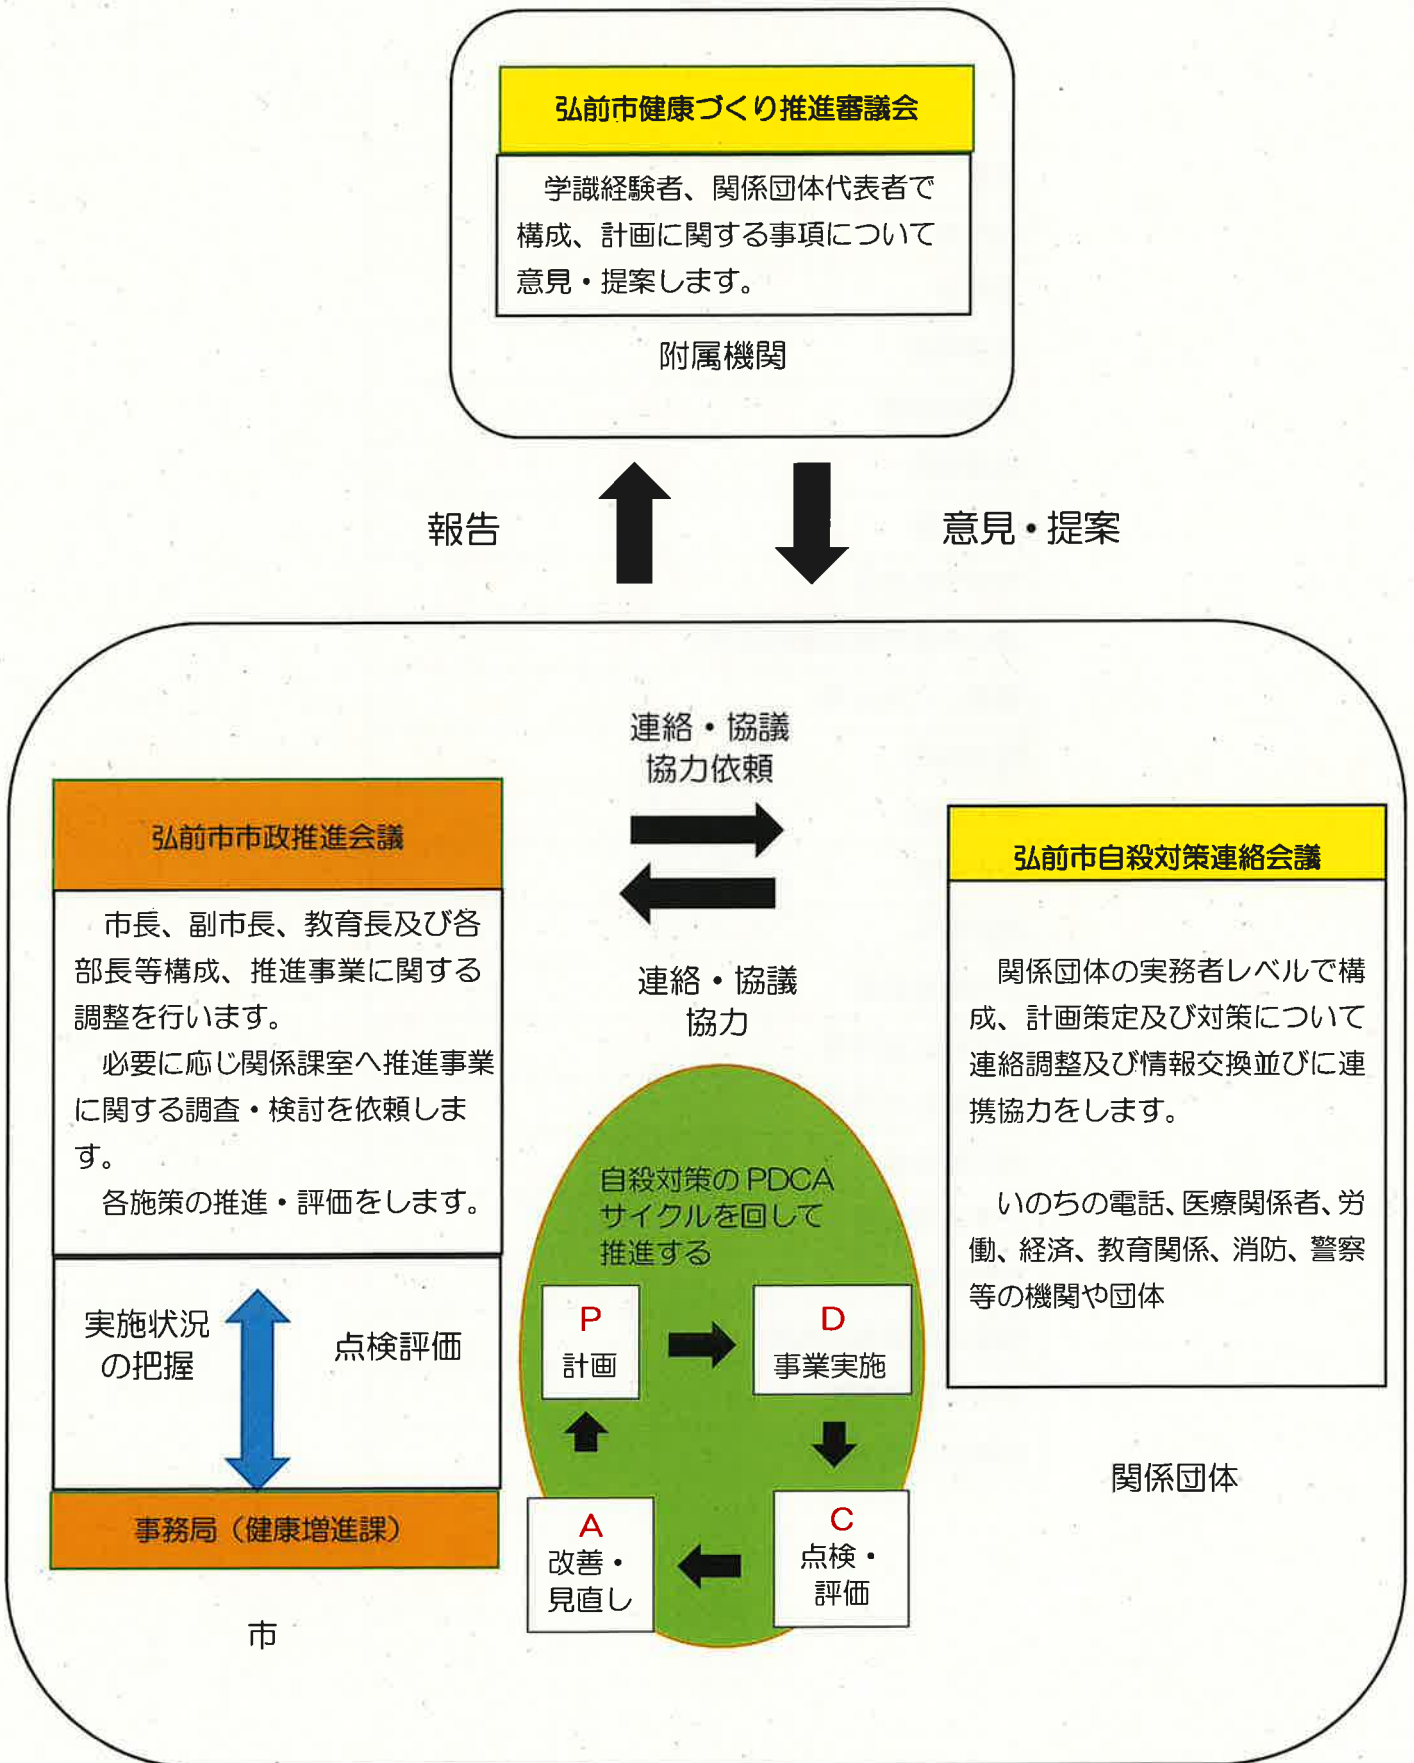 弘前市健康づくり推進審議会
学識経験者、関係団体代表者で
構成、計画に関する事項について
意見・提案します。
附属機関
報告
意見・提案
連絡・協議
協力依頼
連絡・協議
協力
弘前市市政推進会議
市長、副市長、教育長及び各
部長等構成、推進事業に関する
調整を行います。
必要に応じ関係課室へ推進事業
に関する調査・検討を依頼しま
す。
各施策の推進・評価をします。
実施状況
の把握
点検評価
事務局（健康増進課）
市
自殺対策のPDCA
サイクルを回して
推進する
P
計画
D
事業実施
C
点検・
評価
A
改善・
見直し
弘前市自殺対策連絡会議
関係団体の実務者レベルで構
成、計画策定及び対策について
連絡調整及び情報交換並びに連
携協力をします。
いのちの電話、医療関係者、労
働、経済、教育関係、消防、警察
等の機関や団体
関係団体